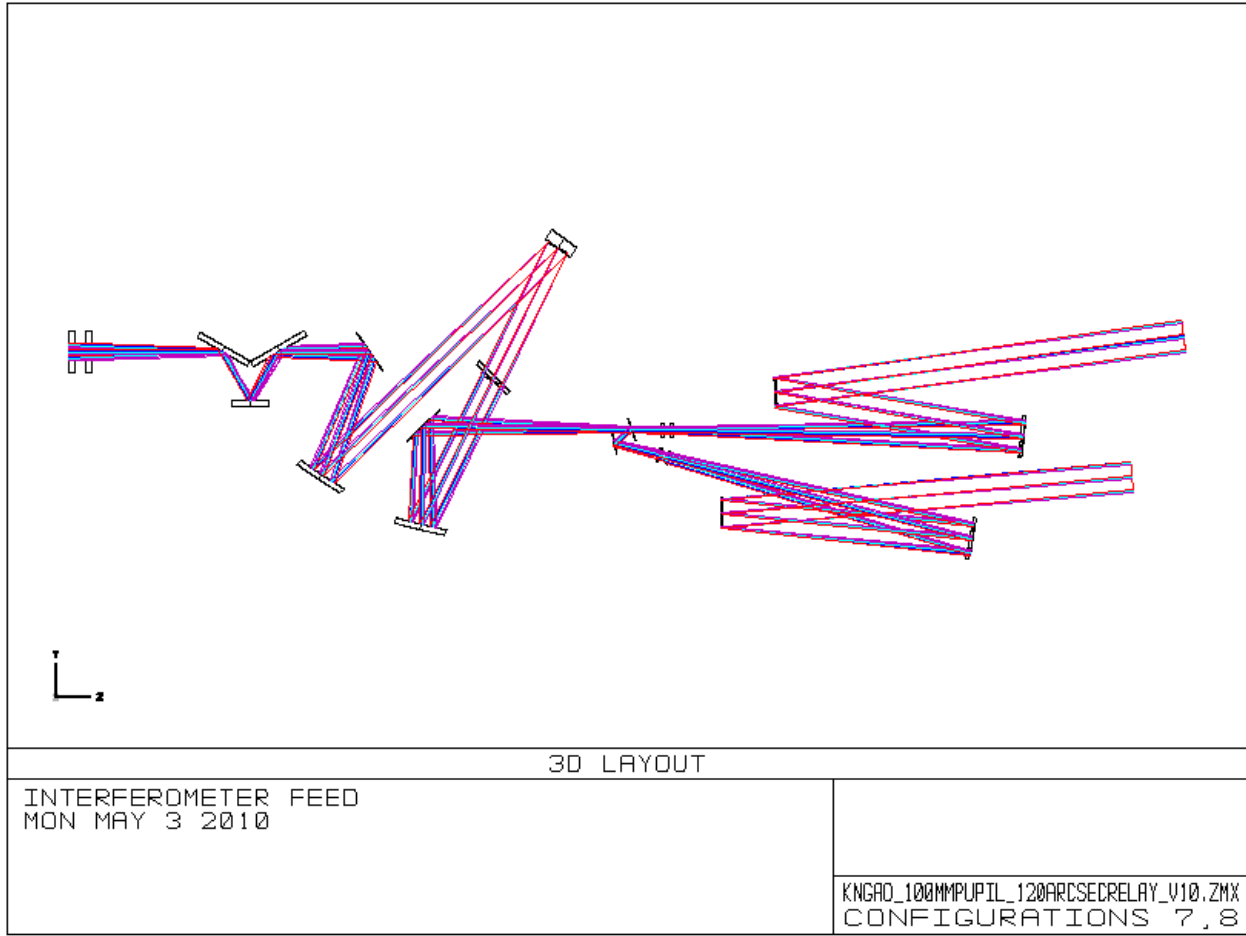 Y
Z
3D LAYOUT
INTERFEROMETER FEED
MON MAY 3 2010
KNGAO_100MMPUPIL_120ARCSECRELAY_V10.ZMX
CONFIGURATIONS 7,8